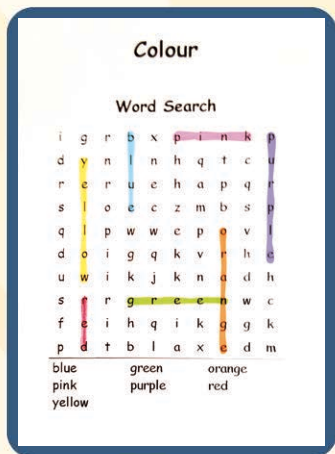 Colour
Word Search
i g r b x p i n k p
d y n l n h q t c u
r e r u e h a p q r
s l o e c z m b s p
q l p w w e p o v l
d o i g q k v r h e
u w i k j k n a d h
s r r g r e e n w c
f e i h q i k g g k
p d t b l a x e d m
blue green orange
pink purple red
yellow